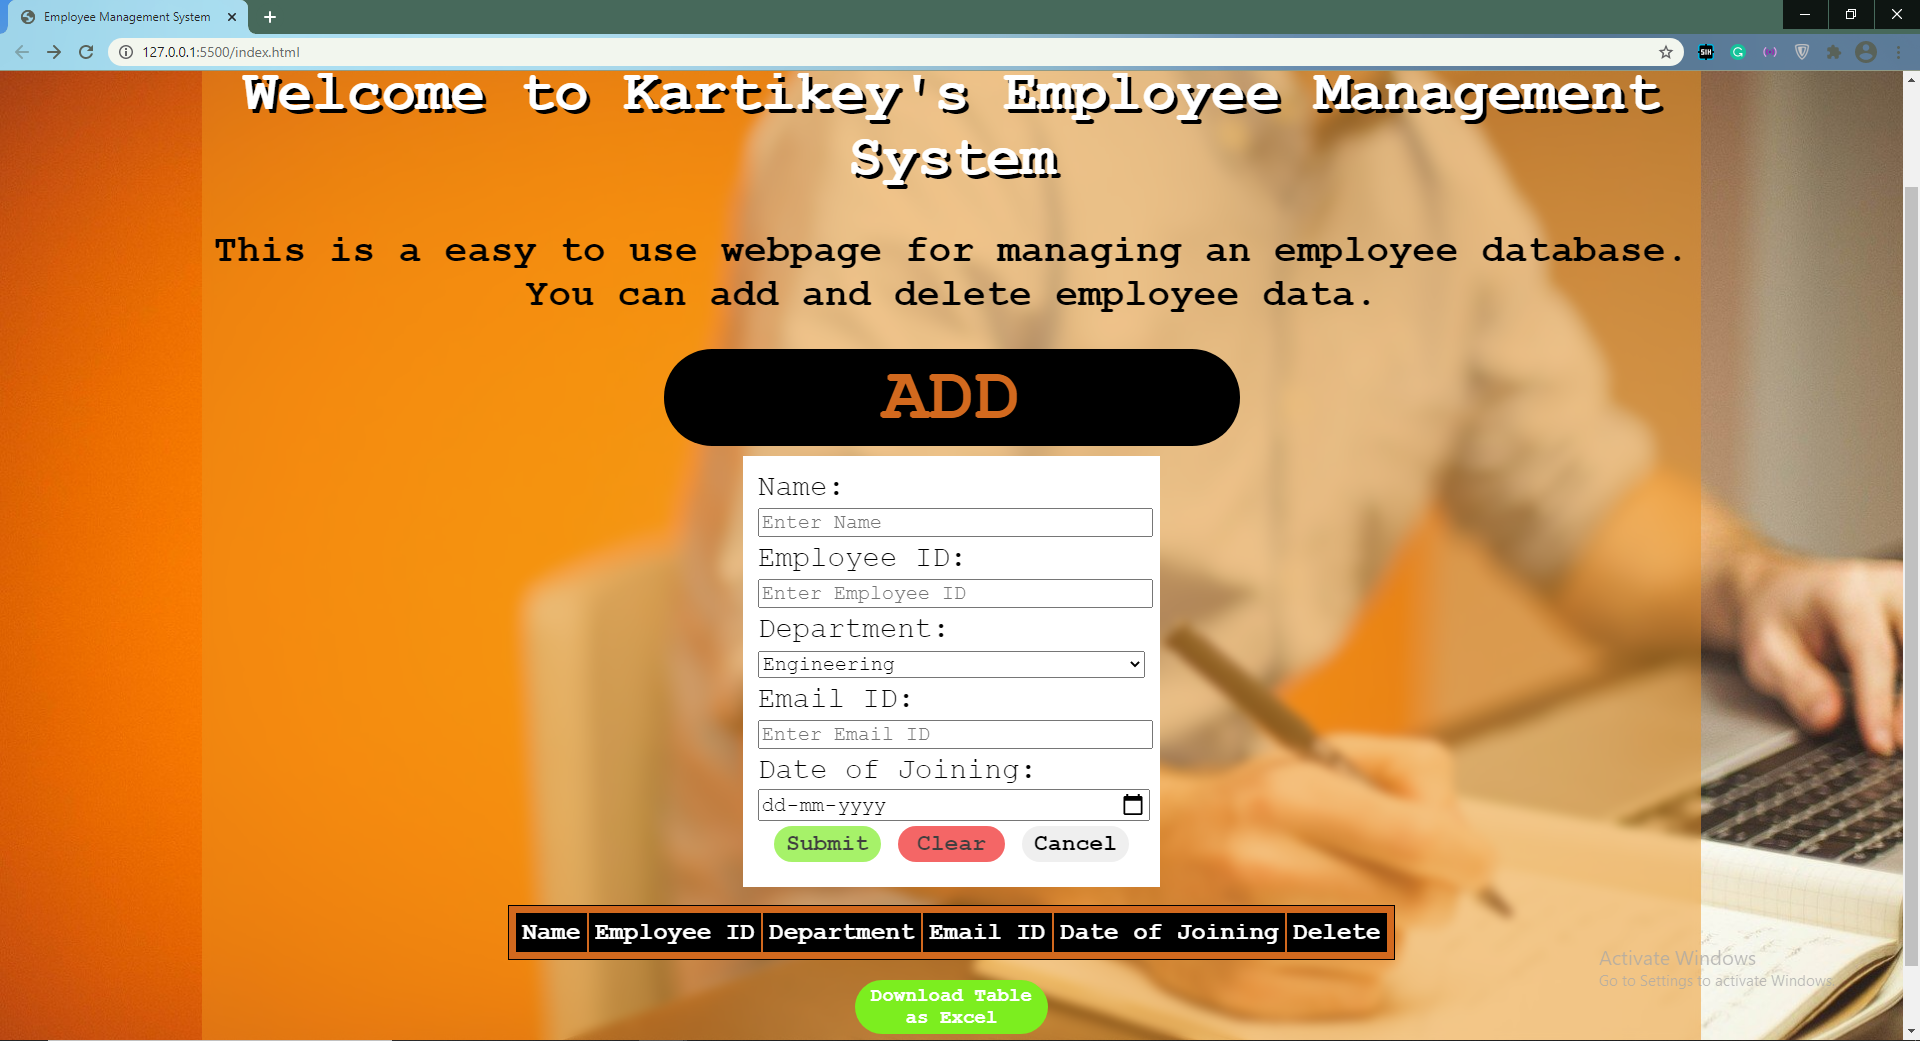 Employee Management System
127.0.0.1:5500/index.html
Welcome to Kartikey's Employee Management
System
This is a easy to use webpage for managing an employee database.
You can add and delete employee data.
ADD
Name:
Enter Name
Employee ID:
Enter Employee ID
Department:
Engineering
Email ID:
Enter Email ID
Date of Joining:
dd-mm-yyyy
Submit Clear Cancel
Name Employee ID Department Email ID Date of Joining Delete
Activate Windows
Go to Settings to activate Windows.
Download Table
as Excel